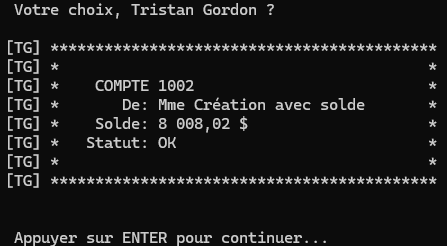 Votre choix, Tristan Gordon ?
[TG] *******************************************
[TG] *                                         *
[TG] *    COMPTE 1002                          *
[TG] *       De: Mme Création avec solde       *
[TG] *    Solde: 8 008,02 $                    *
[TG] *   Statut: OK                            *
[TG] *                                         *
[TG] *******************************************
Appuyer sur ENTER pour continuer...